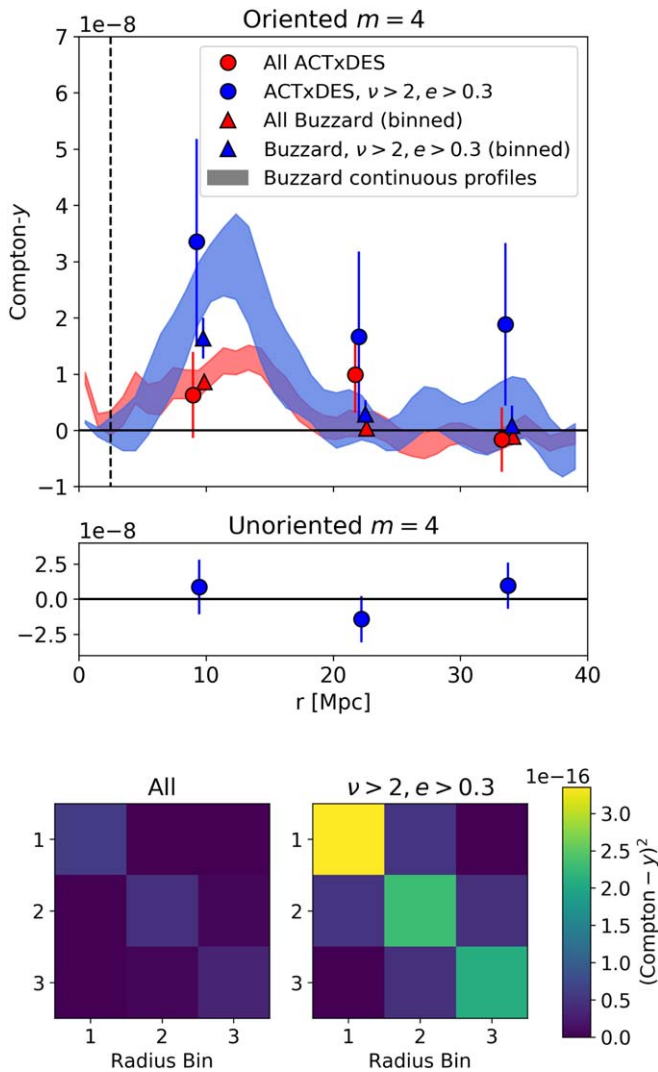 Oriented m = 4
1e−8
7
6
5
4
3
2
1
0
−1
Compton-y
All ACTxDES
ACTxDES, ν > 2, e > 0.3
All Buzzard (binned)
Buzzard, ν > 2, e > 0.3 (binned)
Buzzard continuous profiles
Unoriented m = 4
1e−8
2.5
0.0
−2.5
0 10 20 30 40
r [Mpc]
All
1
2
3
1 2 3
Radius Bin
ν > 2, e > 0.3
1 2 3
Radius Bin
1e−16
3.0
2.5
2.0
1.5
1.0
0.5
0.0
(Compton − y)²